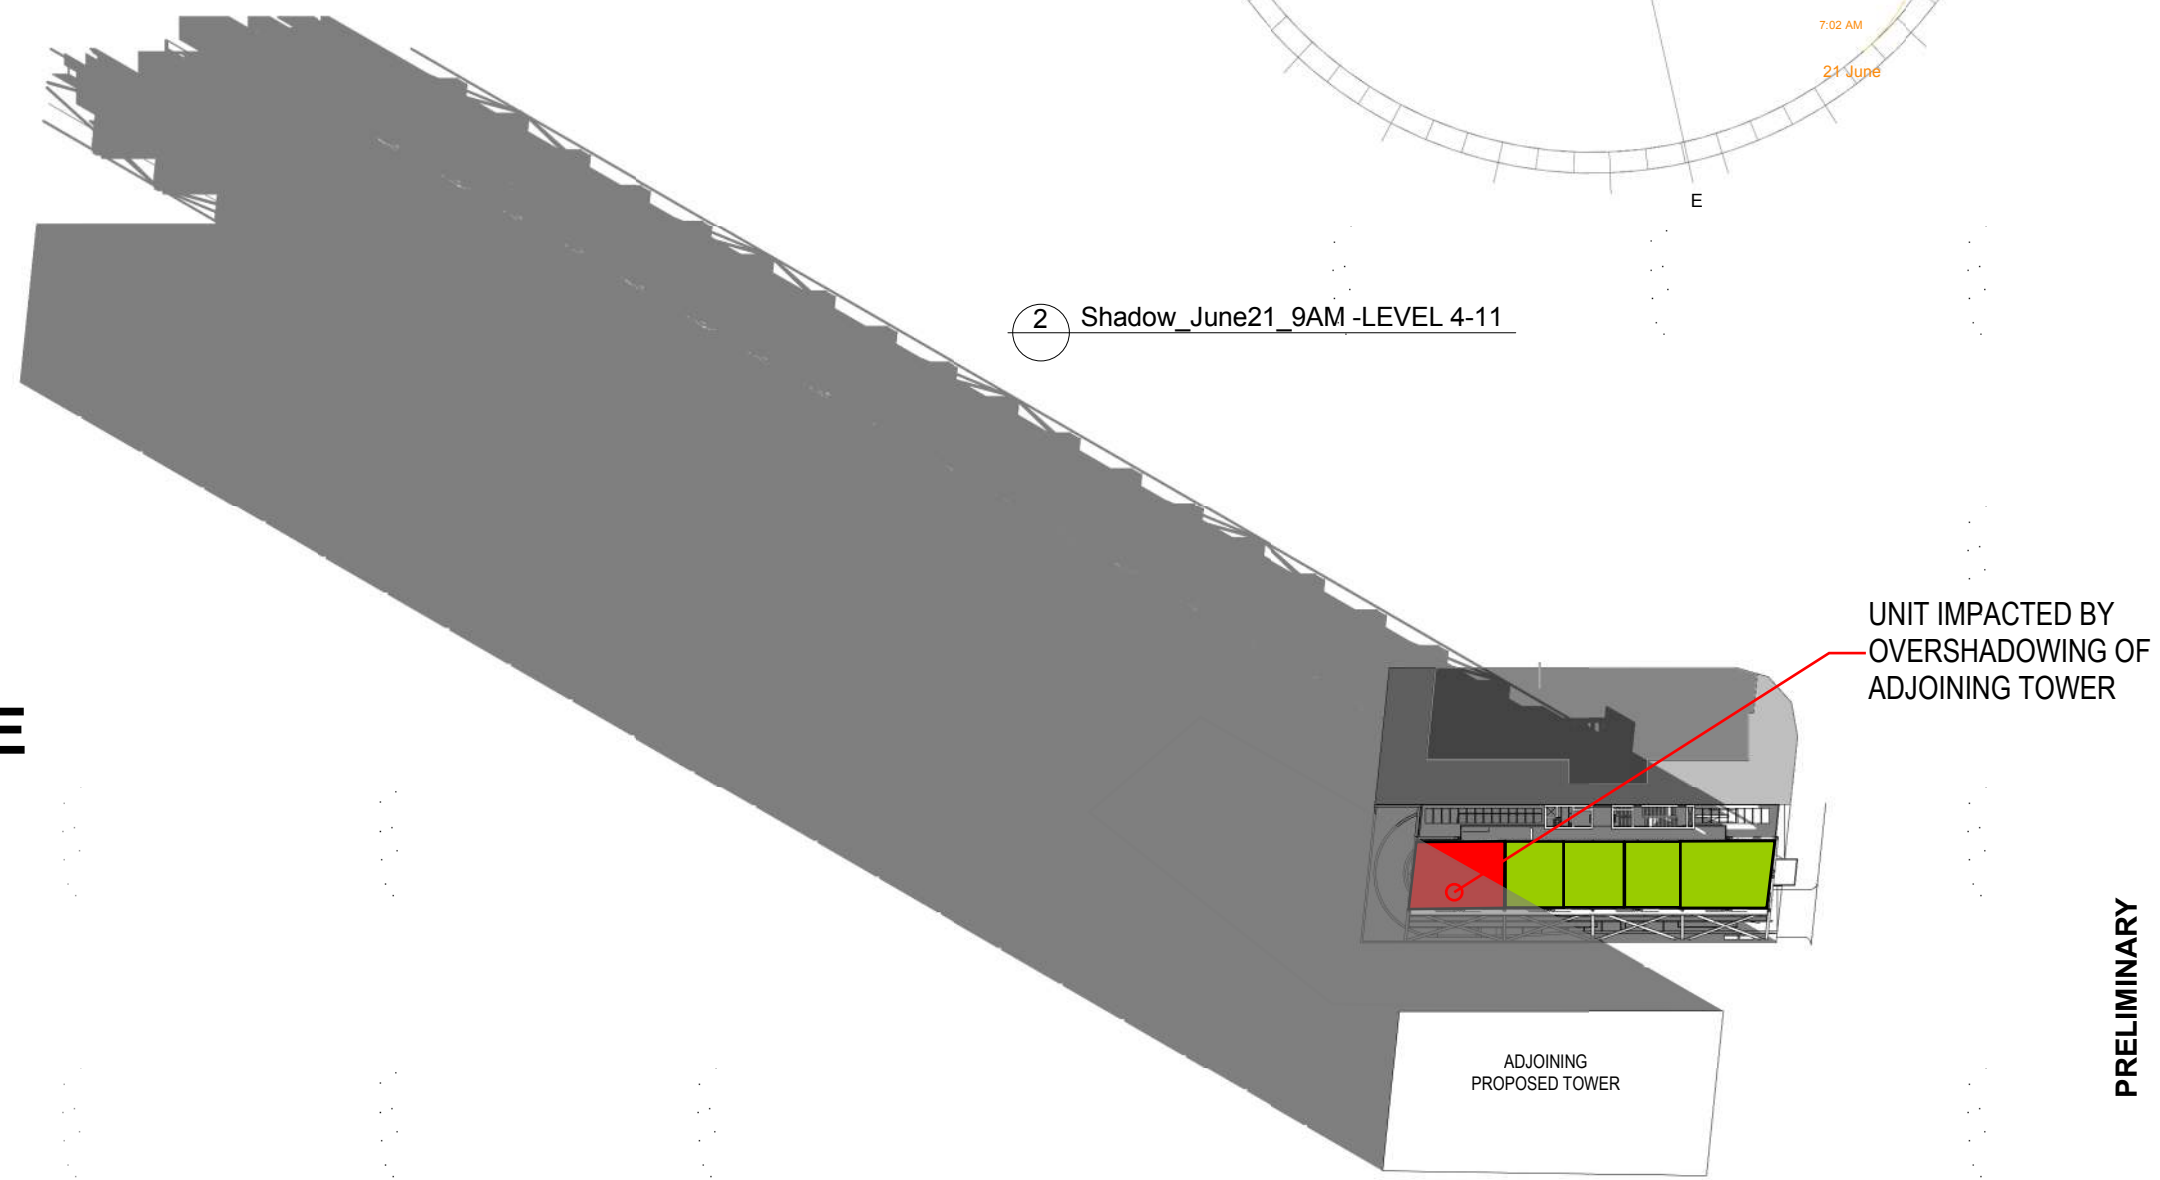 7:02 AM
21 June
E
2
Shadow_June21_9AM -LEVEL 4-11
UNIT IMPACTED BY
OVERSHADOWING OF
ADJOINING TOWER
ADJOINING
PROPOSED TOWER
PRELIMINARY